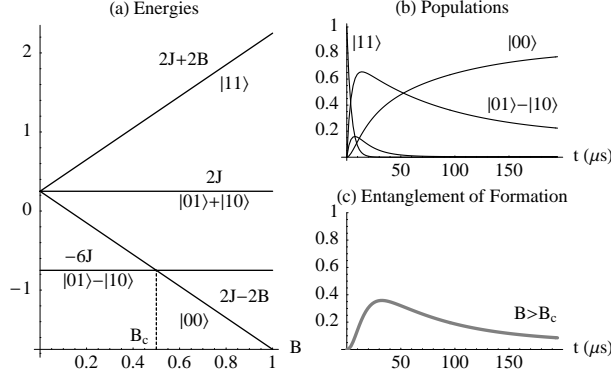 (a) Energies
2
1
0
−1
2J+2B
|11⟩
2J
|01⟩+|10⟩
−6J
|01⟩−|10⟩
2J−2B
|00⟩
B_c
0.2 0.4 0.6 0.8 1 B
(b) Populations
1
0.8
0.6
0.4
0.2
|11⟩
|00⟩
|01⟩−|10⟩
50 100 150 t (μs)
(c) Entanglement of Formation
1
0.8
0.6
0.4
0.2
B>B_c
50 100 150 t (μs)